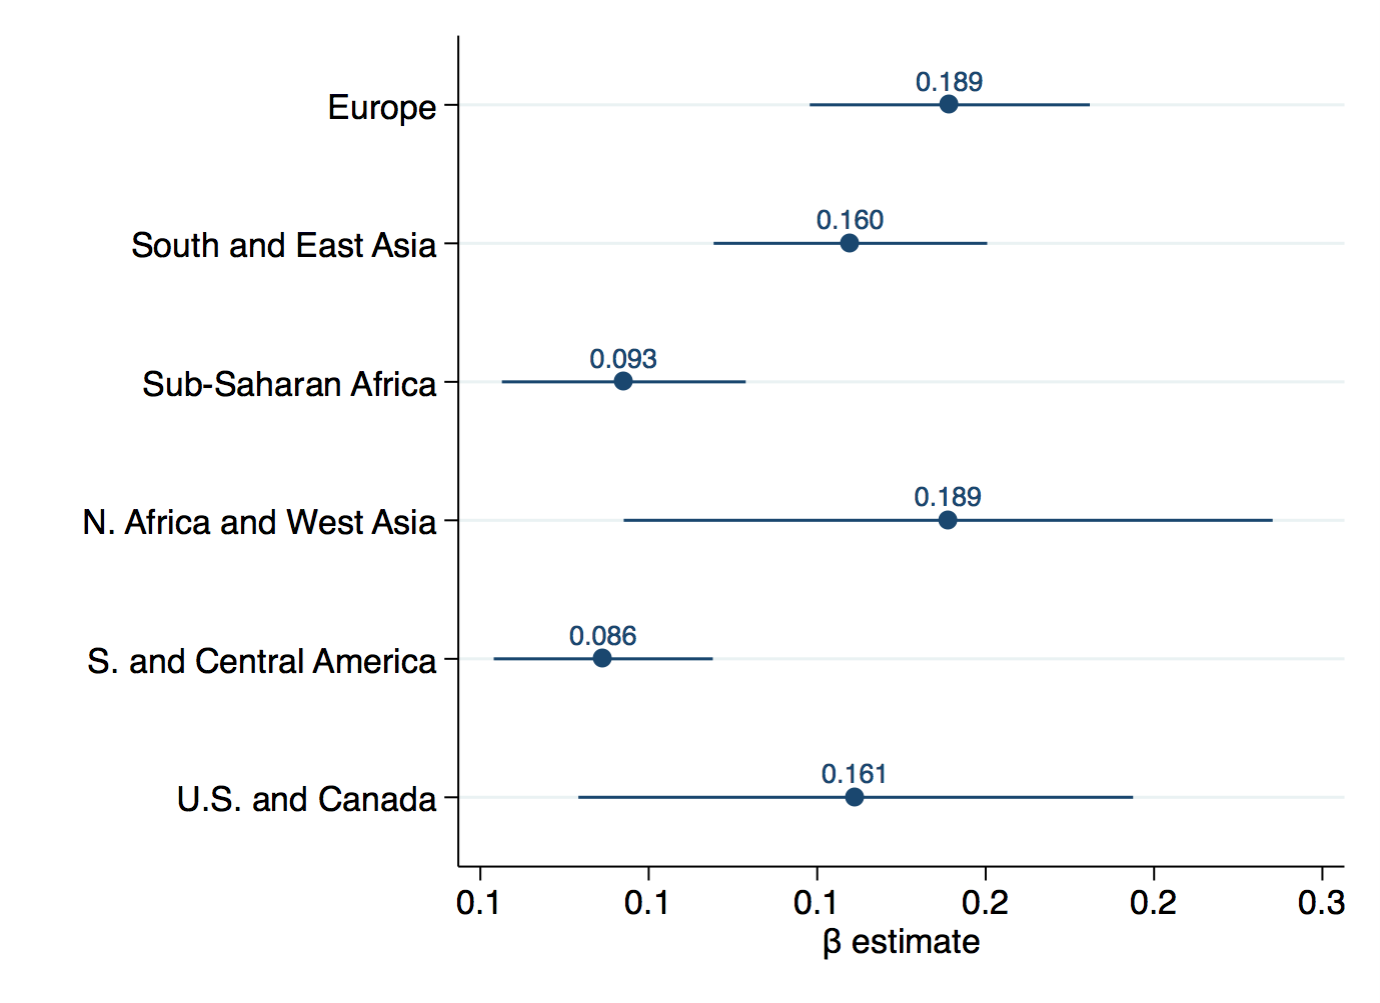 0.189
Europe
0.160
South and East Asia
0.093
Sub-Saharan Africa
0.189
N. Africa and West Asia
0.086
S. and Central America
0.161
U.S. and Canada
0.1 0.1 0.1 0.2 0.2 0.3
β estimate